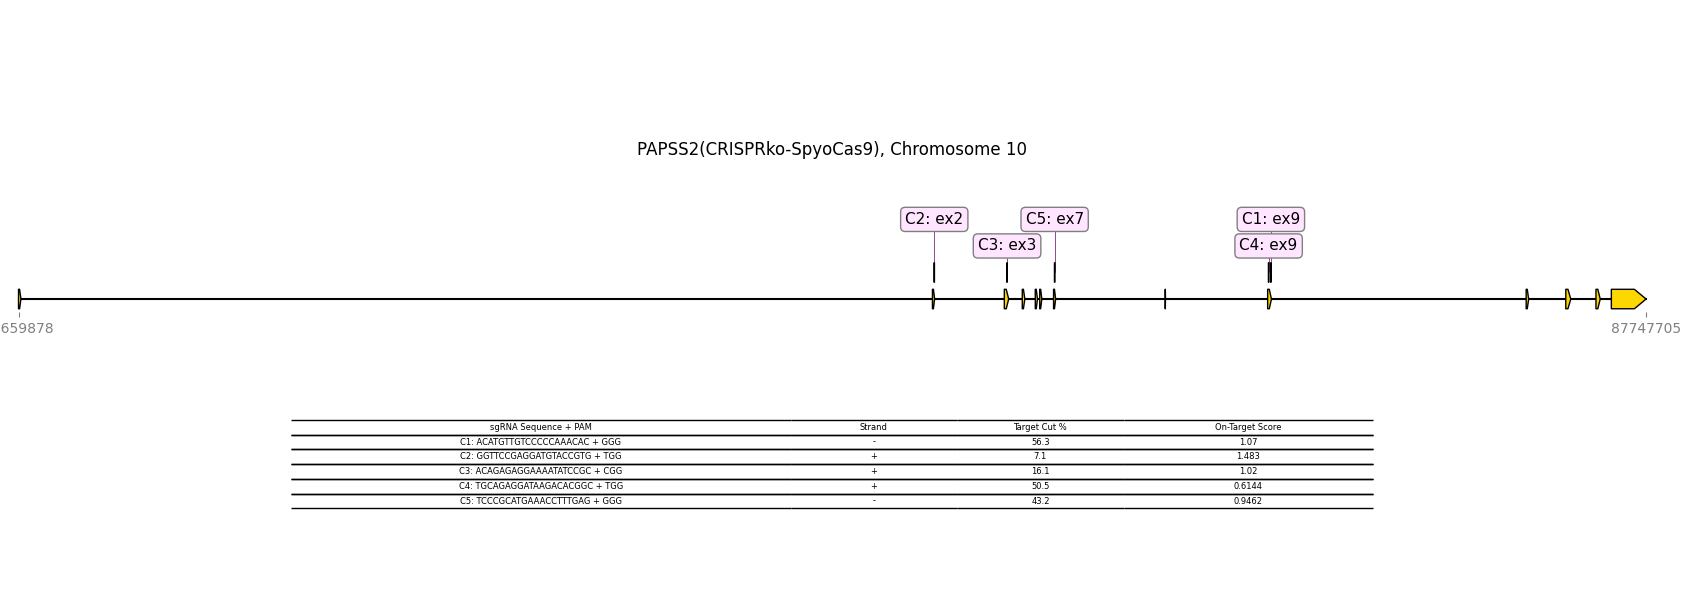 PAPSS2(CRISPRko-SpyoCas9), Chromosome 10
C2: ex2 C5: ex7 C1: ex9
C3: ex3 C4: ex9
659878 87747705
sgRNA Sequence + PAM Strand Target Cut % On-Target Score
C1: ACATGTTGTCCCCCAAACAC + GGG - 56.3 1.07
C2: GGTTCCGAGGATGTACCGTG + TGG + 7.1 1.483
C3: ACAGAGAGGAAAATATCCGC + CGG + 16.1 1.02
C4: TGCAGAGGATAAGACACGGC + TGG + 50.5 0.6144
C5: TCCCGCATGAAACCTTTGAG + GGG - 43.2 0.9462